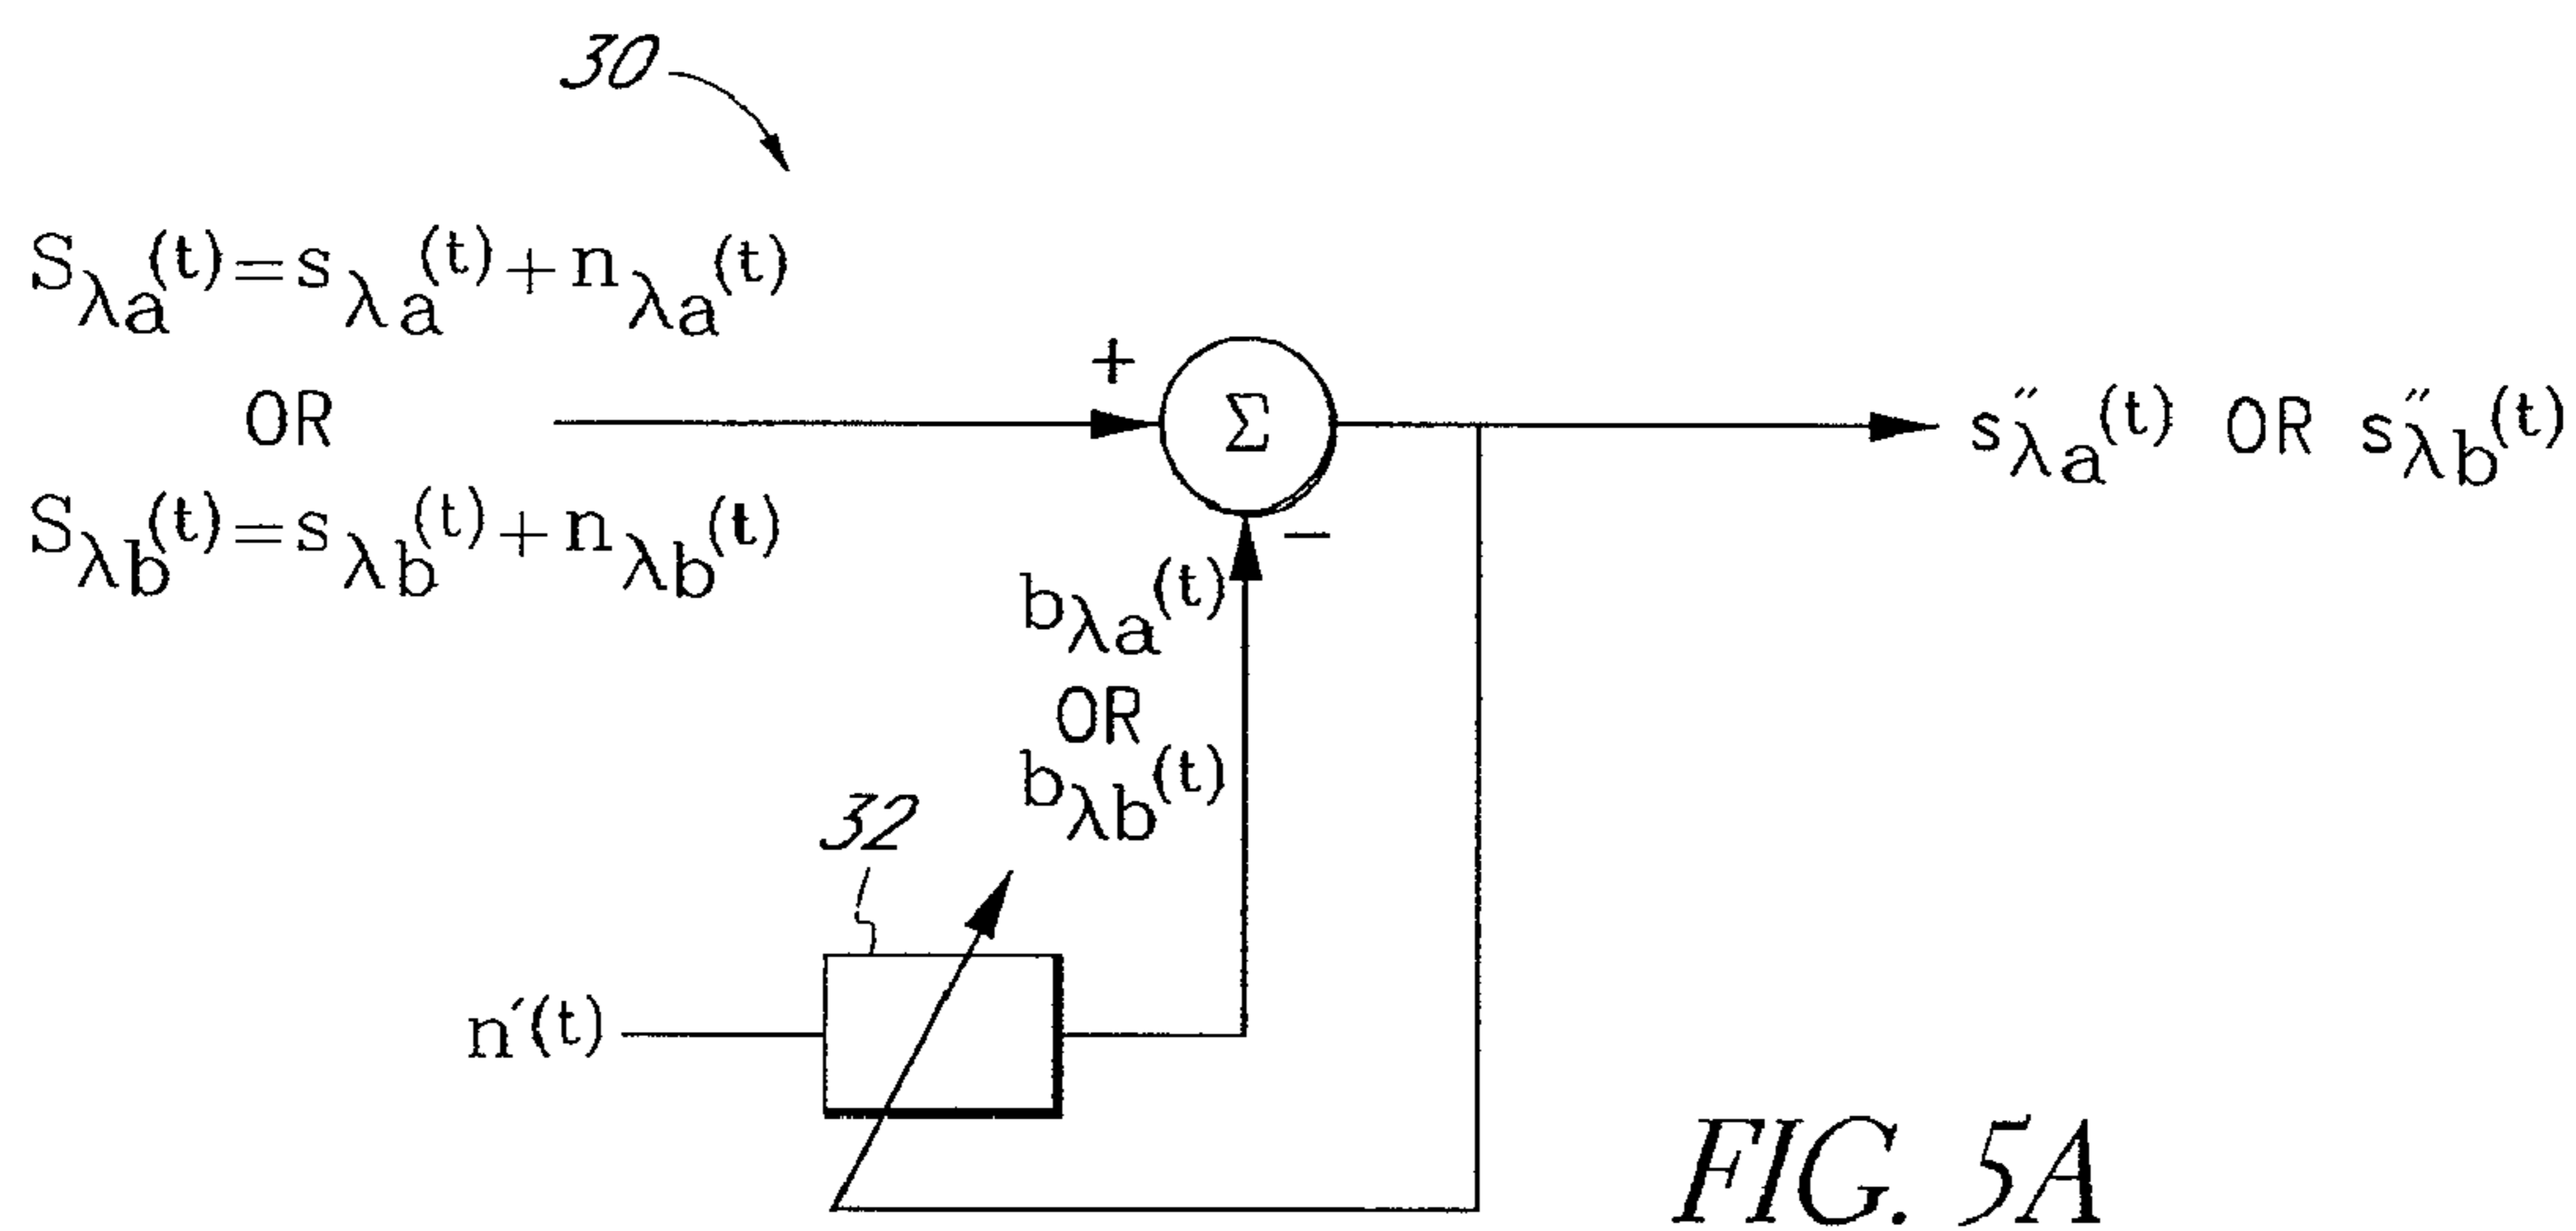 30
Sλa(t)=sλa(t)+nλa(t)
OR
Sλb(t)=sλb(t)+nλb(t)
+
Σ
−
s″λa(t) OR s″λb(t)
bλa(t)
OR
bλb(t)
32
n′(t)
FIG. 5A